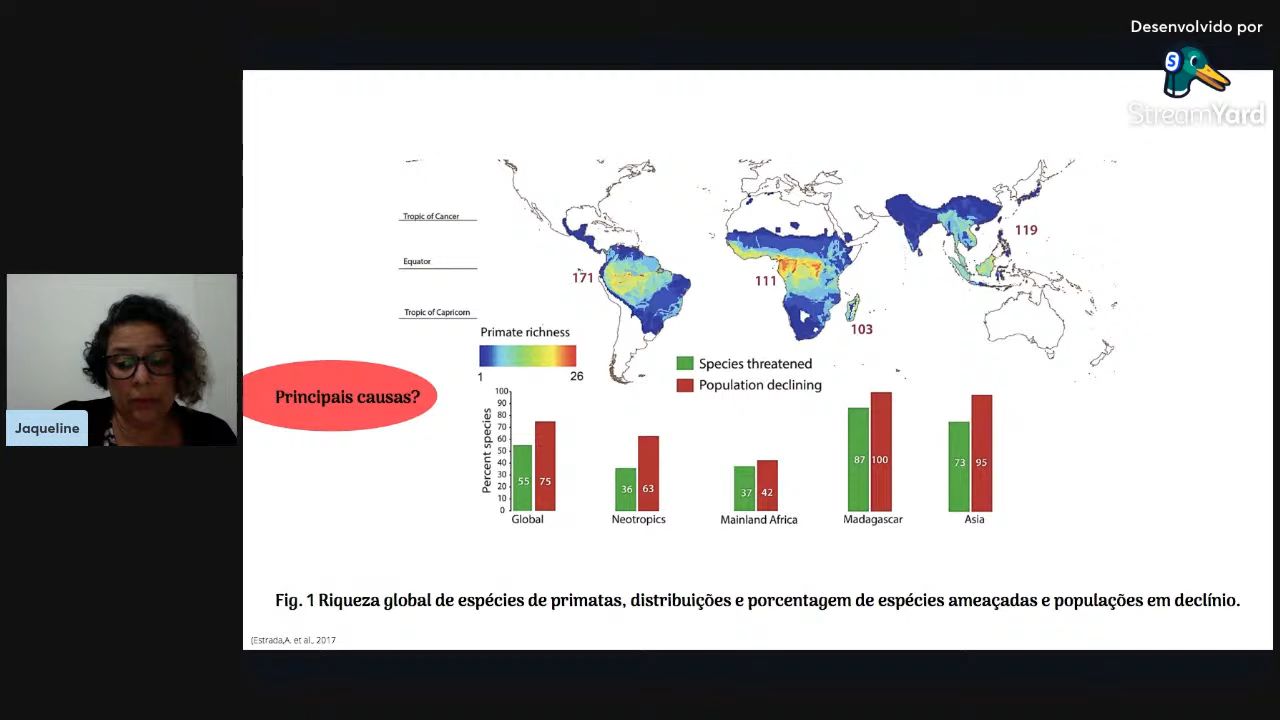 Desenvolvido por
StreamYard
Tropic of Cancer
119
Equator
171
111
Tropic of Capricorn
103
Primate richness
1
26
Species threatened
Population declining
Principais causas?
Jaqueline
Percent species
100
90
80
70
60
50
40
30
20
10
0
55
75
36
63
37
42
87
100
73
95
Global
Neotropics
Mainland Africa
Madagascar
Asia
Fig. 1 Riqueza global de espécies de primatas, distribuições e porcentagem de espécies ameaçadas e populações em declínio.
(Estrada,A. et al., 2017